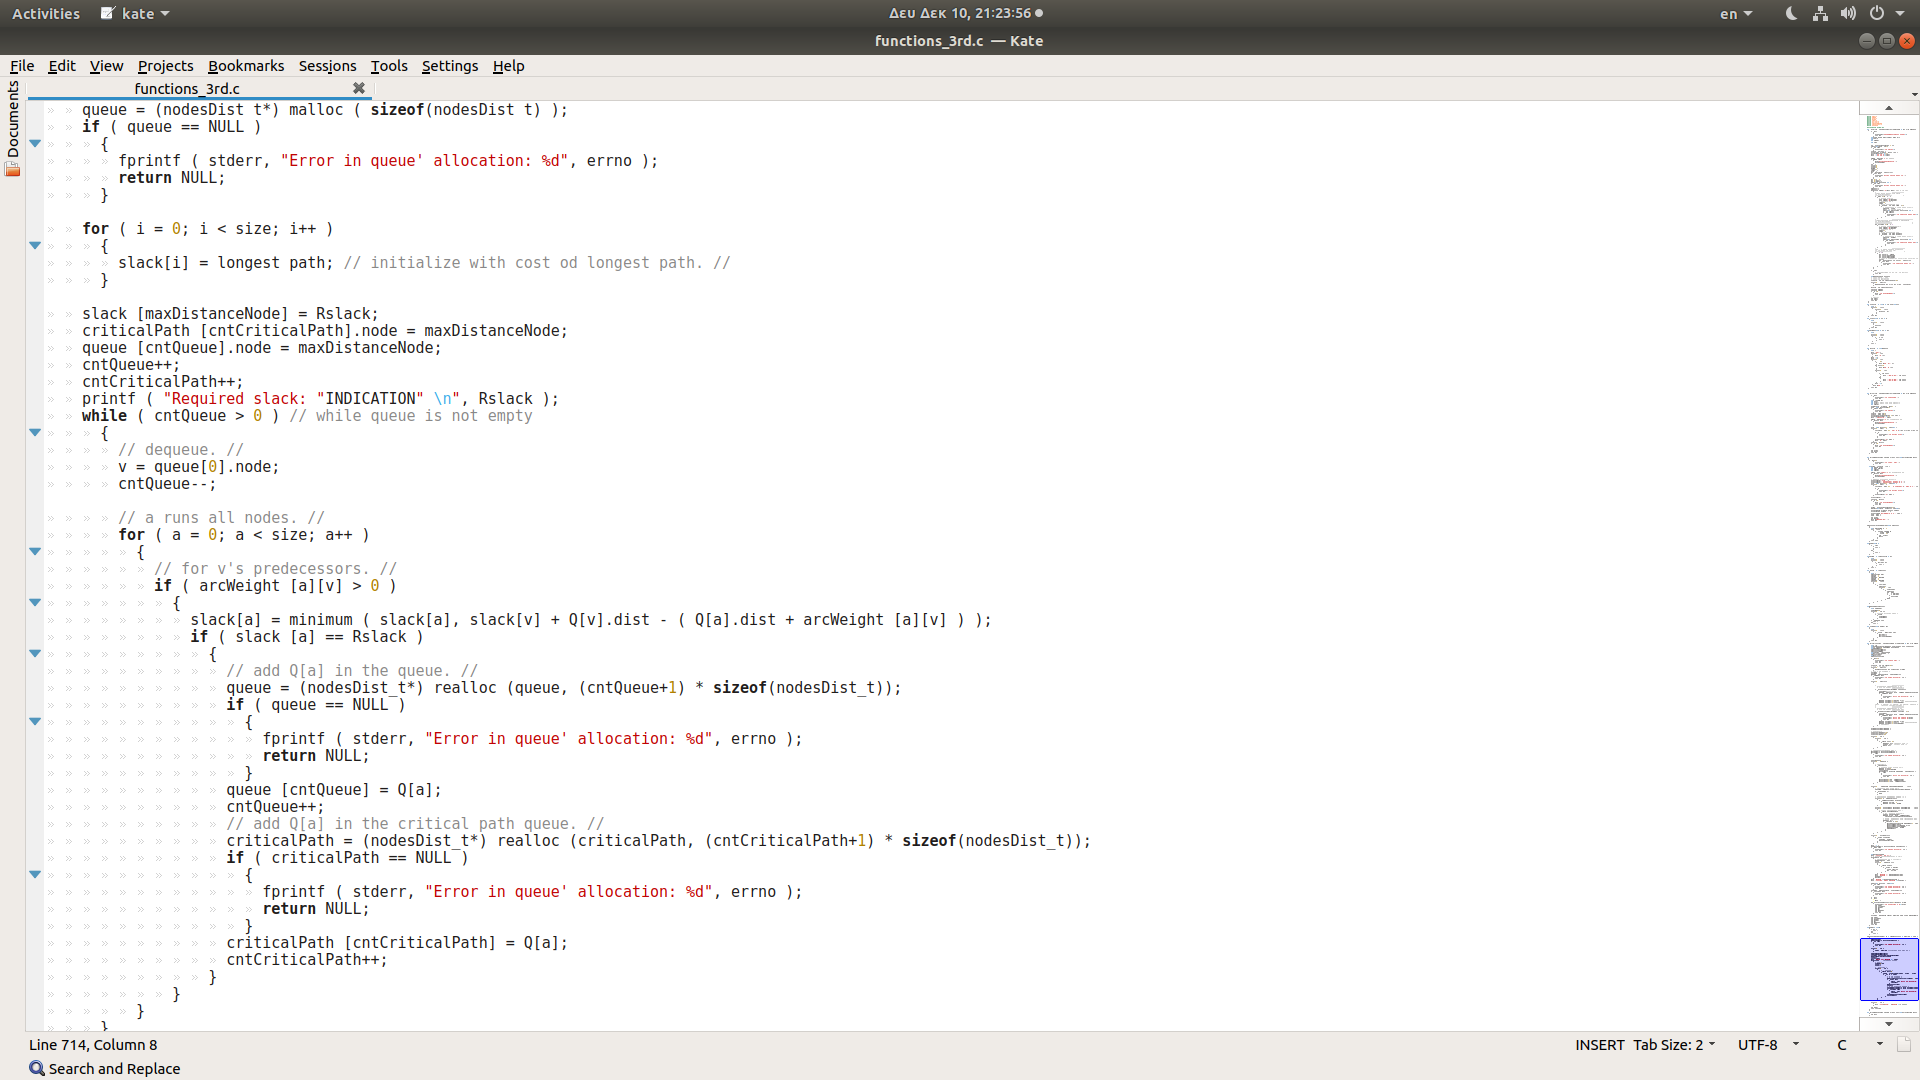 Activities kate Δευ Δεκ 10, 21:23:56 en
functions_3rd.c — Kate
File Edit View Projects Bookmarks Sessions Tools Settings Help
Documents
functions_3rd.c
queue = (nodesDist t*) malloc ( sizeof(nodesDist t) );
if ( queue == NULL )
{
fprintf ( stderr, "Error in queue' allocation: %d", errno );
return NULL;
}
for ( i = 0; i < size; i++ )
{
slack[i] = longest path; // initialize with cost od longest path. //
}
slack [maxDistanceNode] = Rslack;
criticalPath [cntCriticalPath].node = maxDistanceNode;
queue [cntQueue].node = maxDistanceNode;
cntQueue++;
cntCriticalPath++;
printf ( "Required slack: "INDICATION" \n", Rslack );
while ( cntQueue > 0 ) // while queue is not empty
{
// dequeue. //
v = queue[0].node;
cntQueue--;
// a runs all nodes. //
for ( a = 0; a < size; a++ )
{
// for v's predecessors. //
if ( arcWeight [a][v] > 0 )
{
slack[a] = minimum ( slack[a], slack[v] + Q[v].dist - ( Q[a].dist + arcWeight [a][v] ) );
if ( slack [a] == Rslack )
{
// add Q[a] in the queue. //
queue = (nodesDist_t*) realloc (queue, (cntQueue+1) * sizeof(nodesDist_t));
if ( queue == NULL )
{
fprintf ( stderr, "Error in queue' allocation: %d", errno );
return NULL;
}
queue [cntQueue] = Q[a];
cntQueue++;
// add Q[a] in the critical path queue. //
criticalPath = (nodesDist_t*) realloc (criticalPath, (cntCriticalPath+1) * sizeof(nodesDist_t));
if ( criticalPath == NULL )
{
fprintf ( stderr, "Error in queue' allocation: %d", errno );
return NULL;
}
criticalPath [cntCriticalPath] = Q[a];
cntCriticalPath++;
}
}
}
}
Line 714, Column 8 INSERT Tab Size: 2 UTF-8 C
Search and Replace